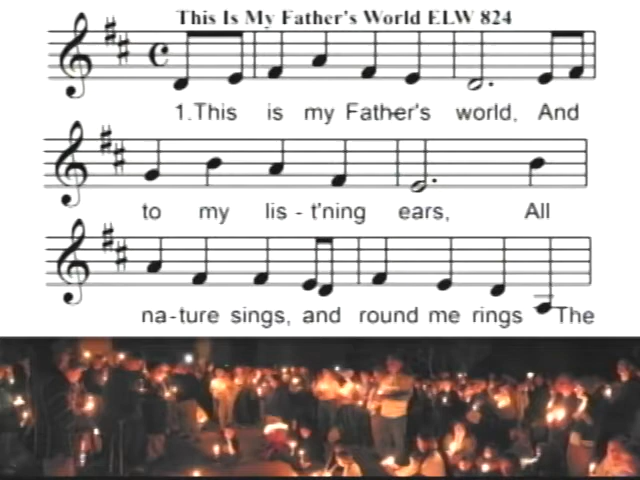 This Is My Father's World ELW 824
1.This is my Father's world, And
to my lis - t'ning ears, All
na-ture sings, and round me rings The